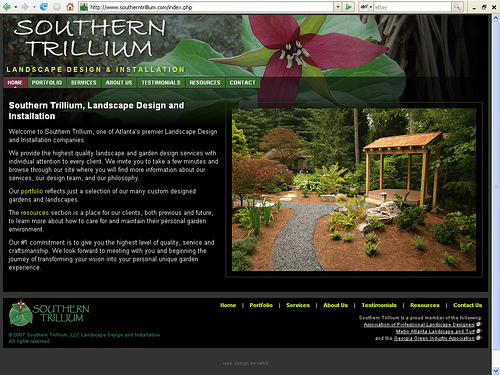 http://www.southerntrillium.com/index.php
eBay
SOUTHERN
TRILLIUM
LANDSCAPE DESIGN & INSTALLATION
HOME PORTFOLIO SERVICES ABOUT US TESTIMONIALS RESOURCES CONTACT
Southern Trillium, Landscape Design and
Installation
Welcome to Southern Trillium, one of Atlanta's premier Landscape Design
and Installation companies.
We provide the highest quality landscape and garden design services with
individual attention to every client. We invite you to take a few minutes and
browse through our site where you will find more information about our
services, our design team, and our philosophy.
Our portfolio reflects just a selection of our many custom designed
gardens and landscapes.
The resources section is a place for our clients, both previous and future,
to learn more about how to care for and maintain their personal garden
environment.
Our #1 commitment is to give you the highest level of quality, service and
craftsmanship. We look forward to meeting with you and beginning the
journey of transforming your vision into your personal unique garden
experience.
SOUTHERN
TRILLIUM
© 2007 Southern Trillium, LLC Landscape Design and Installation
All rights reserved.
Home | Portfolio | Services | About Us | Testimonials | Resources | Contact Us
Southern Trillium is a proud member of the following:
Association of Professional Landscape Designers
Metro Atlanta Landscape and Turf
and the Georgia Green Industry Association
web design by